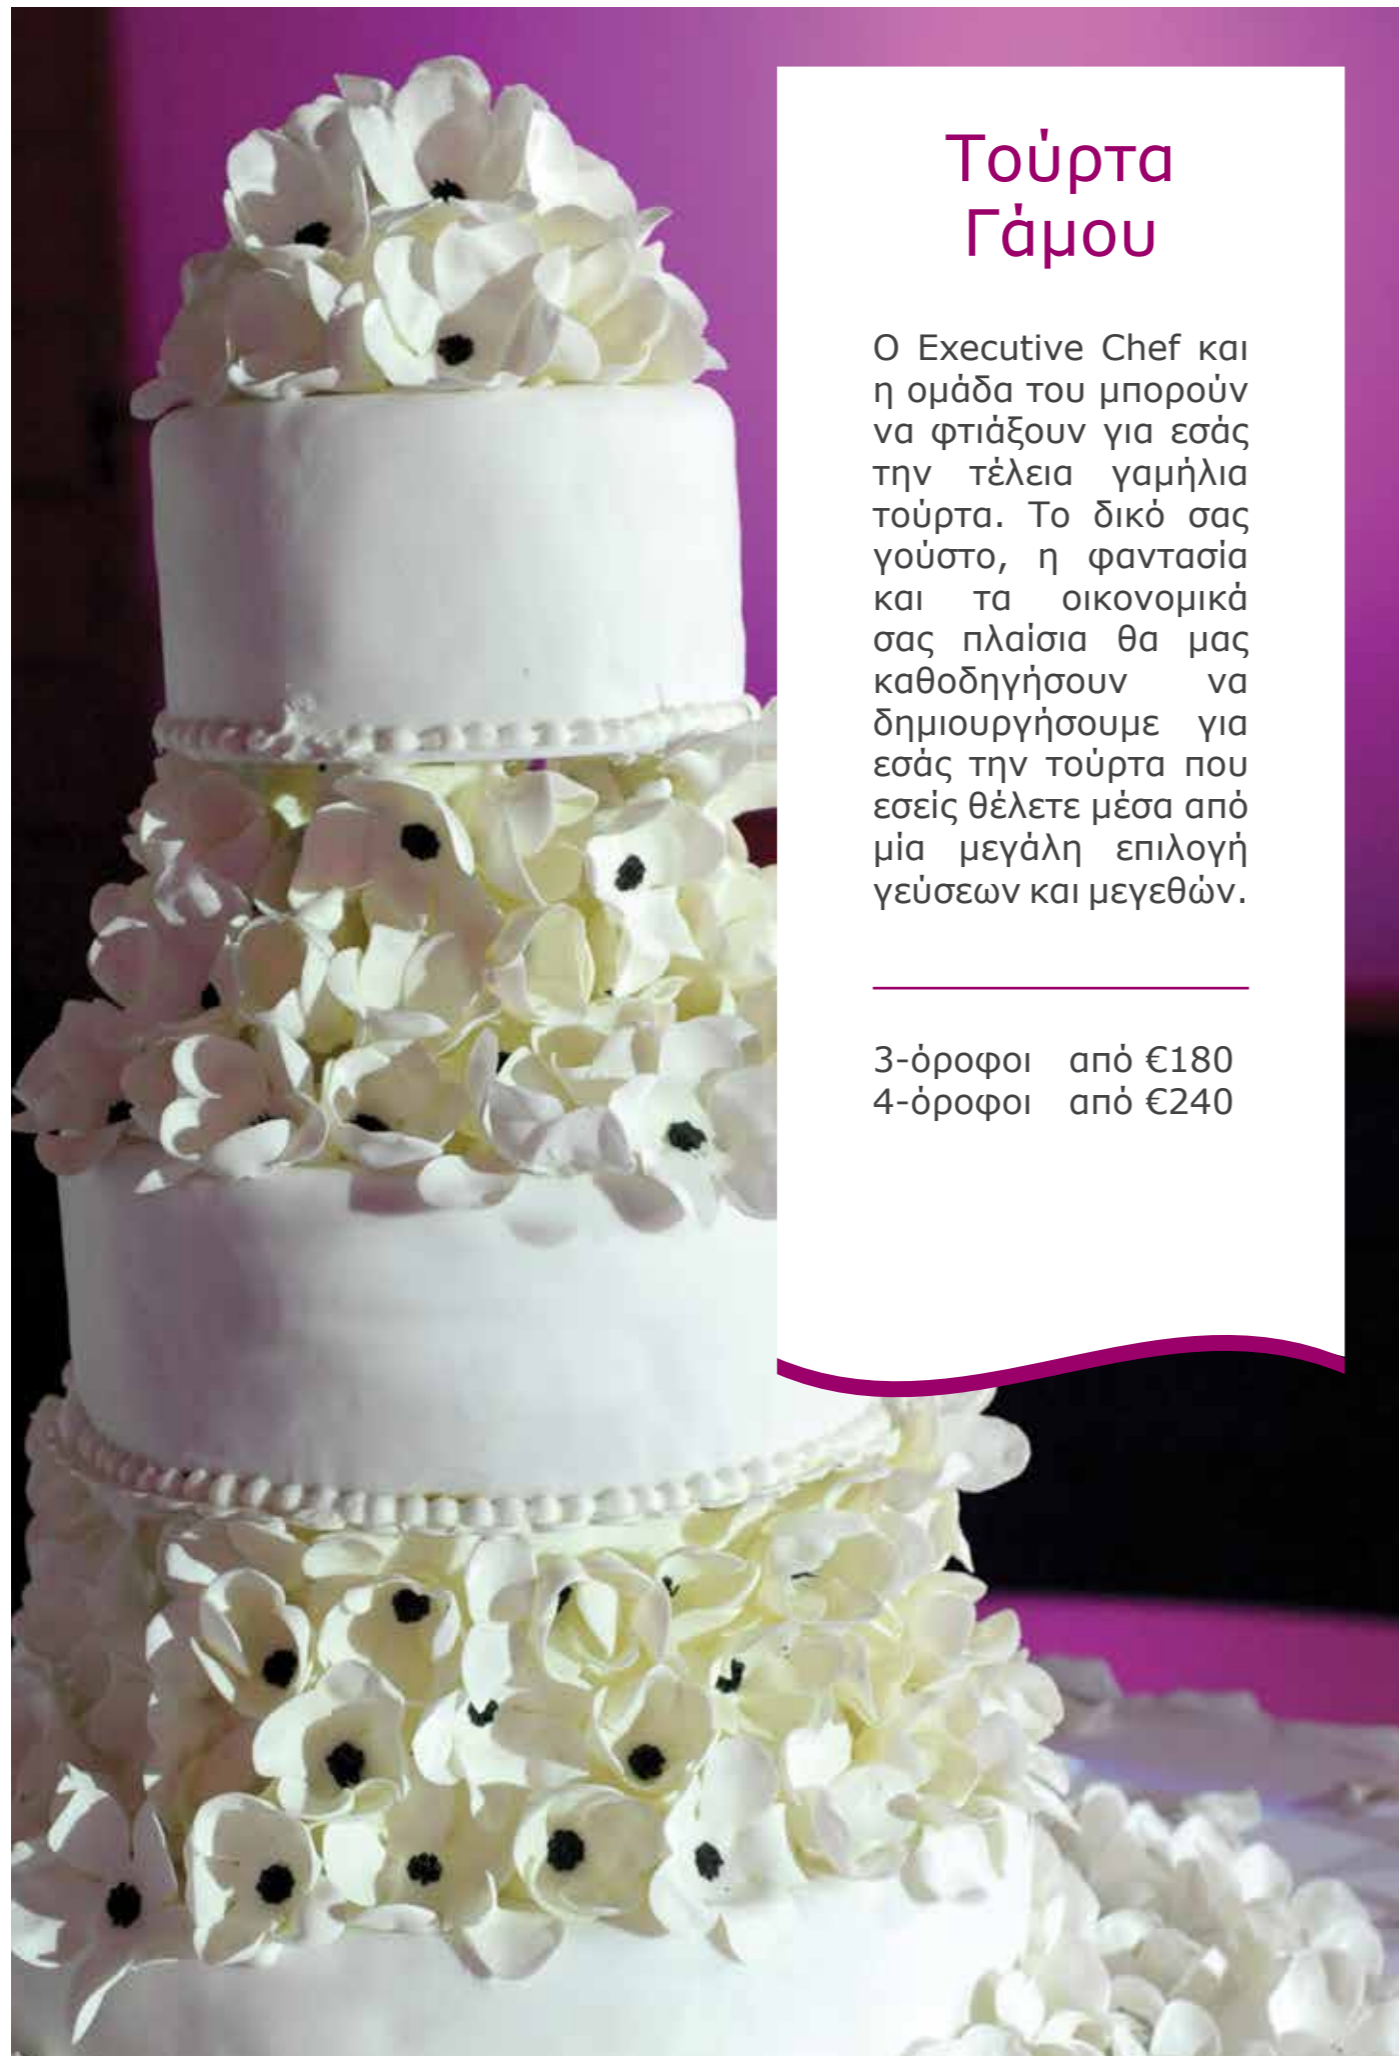 Τούρτα
Γάμου
Ο Executive Chef και
η ομάδα του μπορούν
να φτιάξουν για εσάς
την τέλεια γαμήλια
τούρτα. Το δικό σας
γούστο, η φαντασία
και τα οικονομικά
σας πλαίσια θα μας
καθοδηγήσουν να
δημιουργήσουμε για
εσάς την τούρτα που
εσείς θέλετε μέσα από
μία μεγάλη επιλογή
γεύσεων και μεγεθών.
3-όροφοι από €180
4-όροφοι από €240